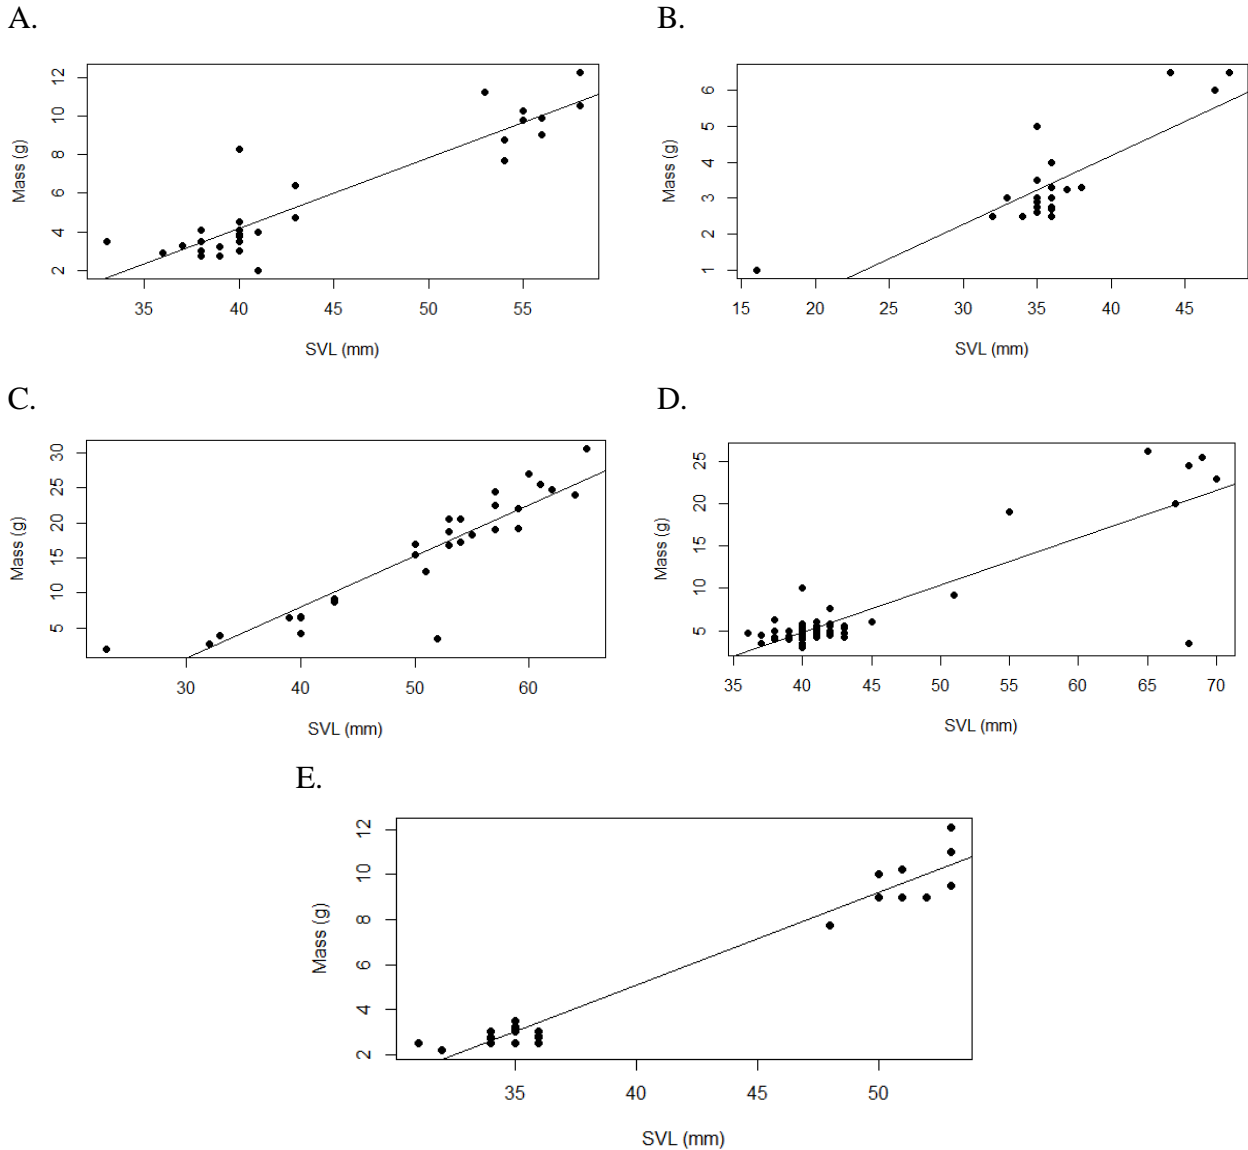 A.
Mass (g)
2 4 6 8 10 12
35 40 45 50 55
SVL (mm)
B.
Mass (g)
1 2 3 4 5 6
15 20 25 30 35 40 45
SVL (mm)
C.
Mass (g)
5 10 15 20 25 30
30 40 50 60
SVL (mm)
D.
Mass (g)
5 10 15 20 25
35 40 45 50 55 60 65 70
SVL (mm)
E.
Mass (g)
2 4 6 8 10 12
35 40 45 50
SVL (mm)